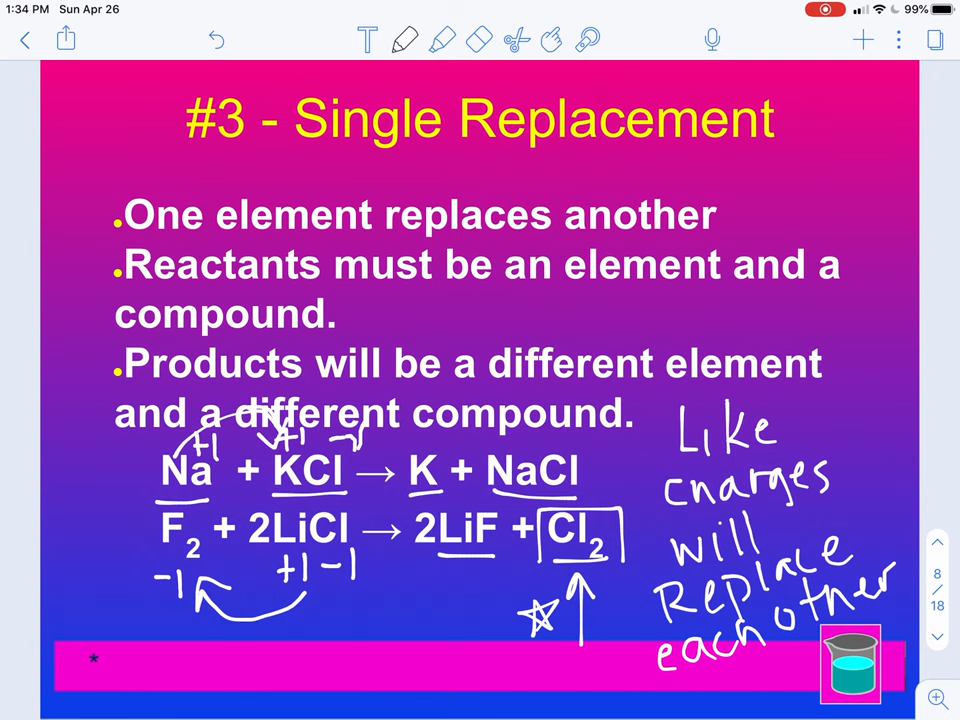 1:34 PM Sun Apr 26
99%
#3 - Single Replacement
•One element replaces another
•Reactants must be an element and a
compound.
•Products will be a different element
and a different compound.
+1 +1 -1
Na + KCl → K + NaCl
F2 + 2LiCl → 2LiF + Cl2
-1 +1 -1
Like
charges
will
Replace
each other
*
8
/
18